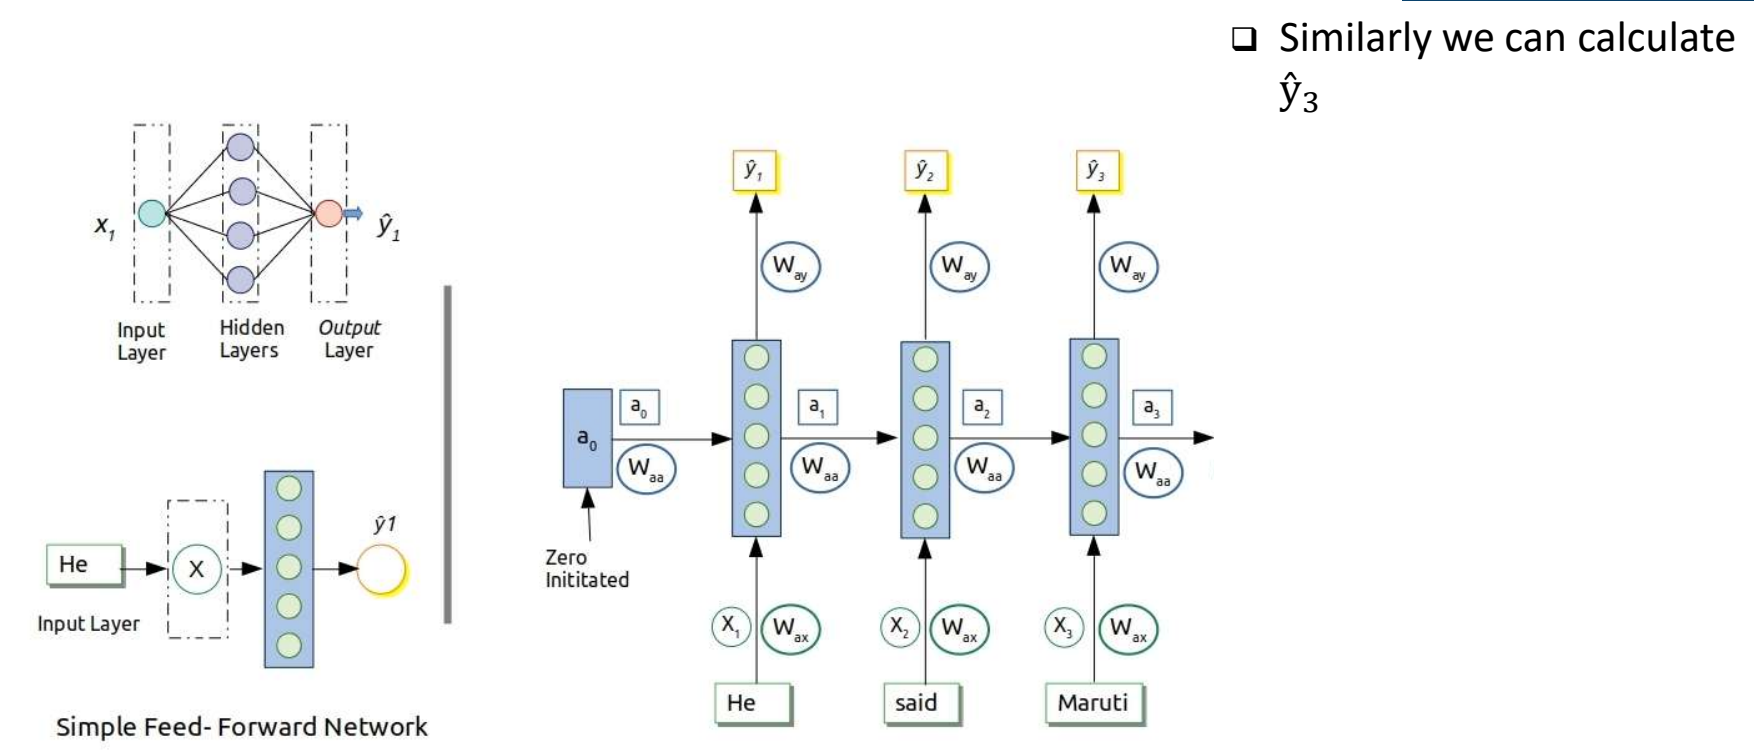 ❑ Similarly we can calculate
ŷ₃
x₁
ŷ₁
Input
Layer
Hidden
Layers
Output
Layer
He
X
ŷ1
Input Layer
Simple Feed- Forward Network
ŷ₁ ŷ₂ ŷ₃
Way Way Way
a₀ a₁ a₂ a₃
a₀
Waa Waa Waa Waa
Zero
Inititated
X₁ Wax X₂ Wax X₃ Wax
He said Maruti